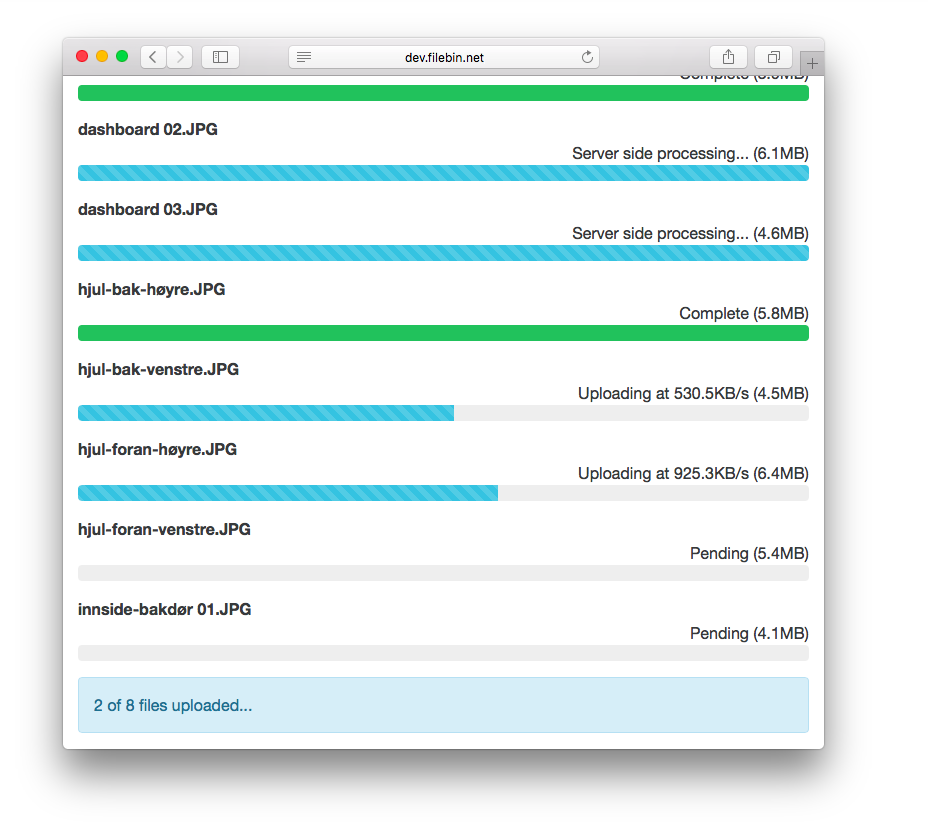 dev.filebin.net
dashboard 02.JPG
Server side processing... (6.1MB)
dashboard 03.JPG
Server side processing... (4.6MB)
hjul-bak-høyre.JPG
Complete (5.8MB)
hjul-bak-venstre.JPG
Uploading at 530.5KB/s (4.5MB)
hjul-foran-høyre.JPG
Uploading at 925.3KB/s (6.4MB)
hjul-foran-venstre.JPG
Pending (5.4MB)
innside-bakdør 01.JPG
Pending (4.1MB)
2 of 8 files uploaded...